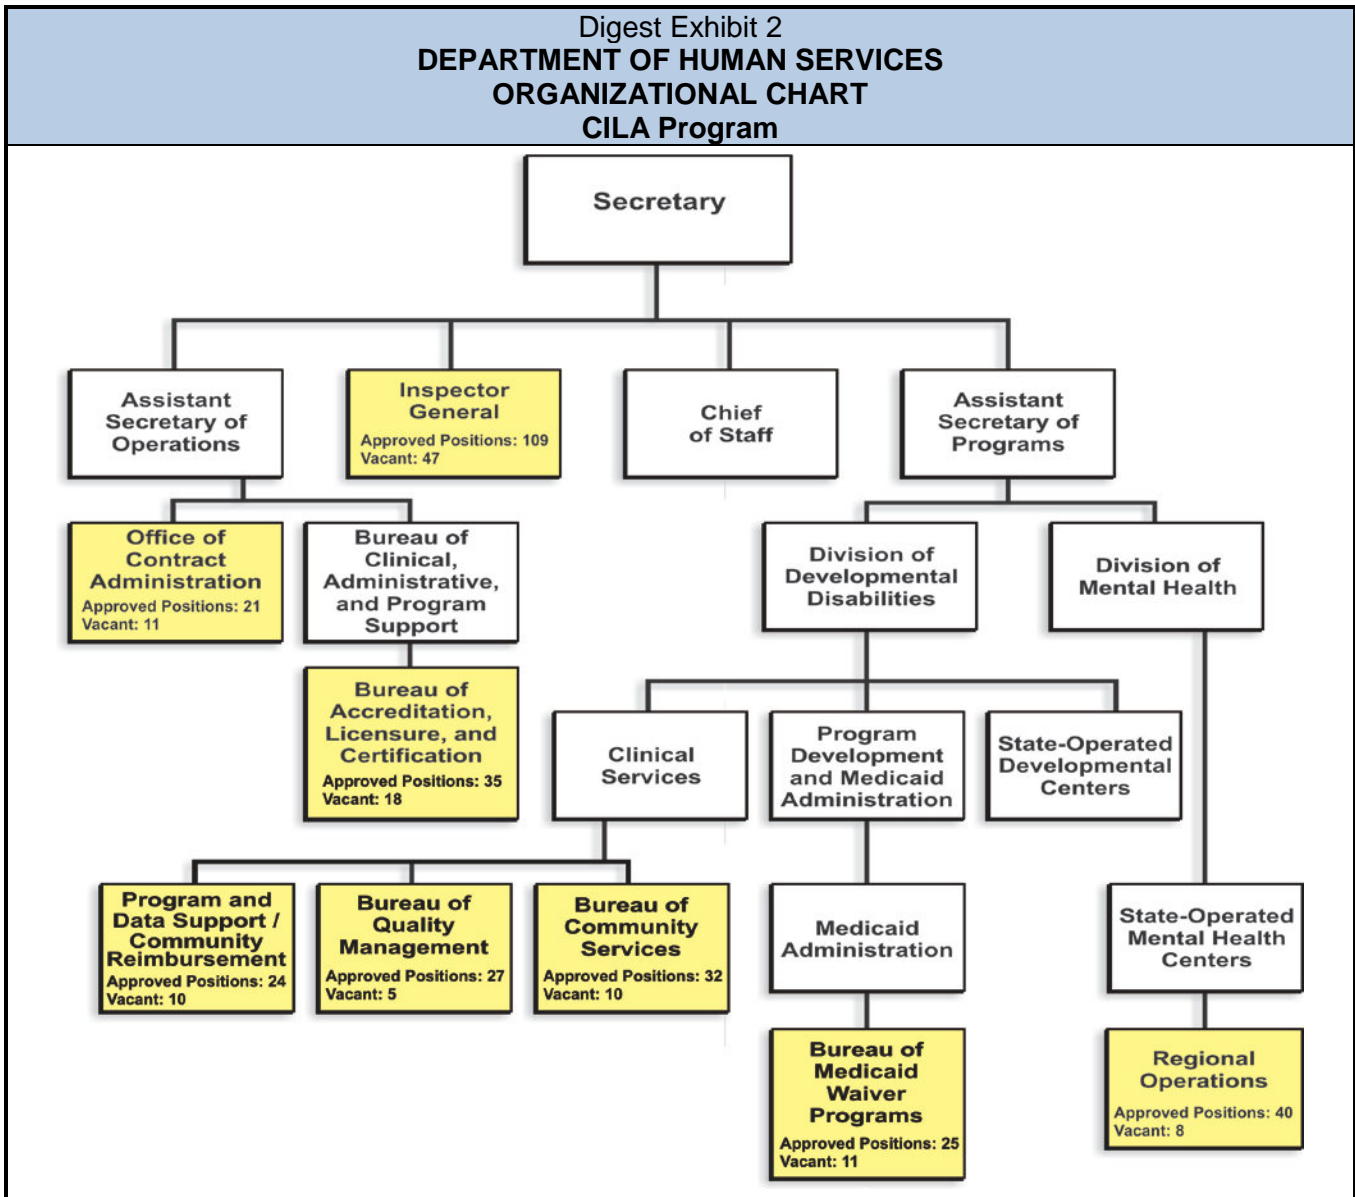 Digest Exhibit 2
DEPARTMENT OF HUMAN SERVICES
ORGANIZATIONAL CHART
CILA Program
Secretary
Assistant
Secretary of
Operations
Inspector
General
Approved Positions: 109
Vacant: 47
Chief
of Staff
Assistant
Secretary of
Programs
Office of
Contract
Administration
Approved Positions: 21
Vacant: 11
Bureau of
Clinical,
Administrative,
and Program
Support
Division of
Developmental
Disabilities
Division of
Mental Health
Bureau of
Accreditation,
Licensure, and
Certification
Approved Positions: 35
Vacant: 18
Clinical
Services
Program
Development
and Medicaid
Administration
State-Operated
Developmental
Centers
Program and
Data Support /
Community
Reimbursement
Approved Positions: 24
Vacant: 10
Bureau of
Quality
Management
Approved Positions: 27
Vacant: 5
Bureau of
Community
Services
Approved Positions: 32
Vacant: 10
Medicaid
Administration
State-Operated
Mental Health
Centers
Bureau of
Medicaid
Waiver
Programs
Approved Positions: 25
Vacant: 11
Regional
Operations
Approved Positions: 40
Vacant: 8